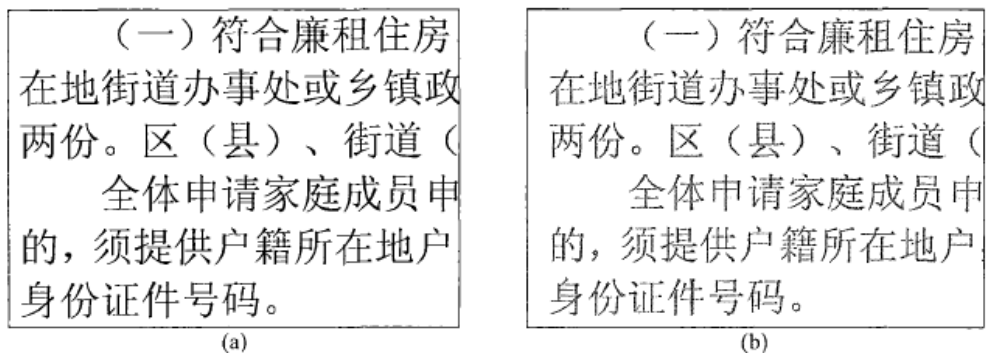 （一）符合廉租住房
在地街道办事处或乡镇政
两份。区（县）、街道（
全体申请家庭成员申
的，须提供户籍所在地户
身份证件号码。
(a)
（一）符合廉租住房
在地街道办事处或乡镇政
两份。区（县）、街道（
全体申请家庭成员申
的，须提供户籍所在地户
身份证件号码。
(b)